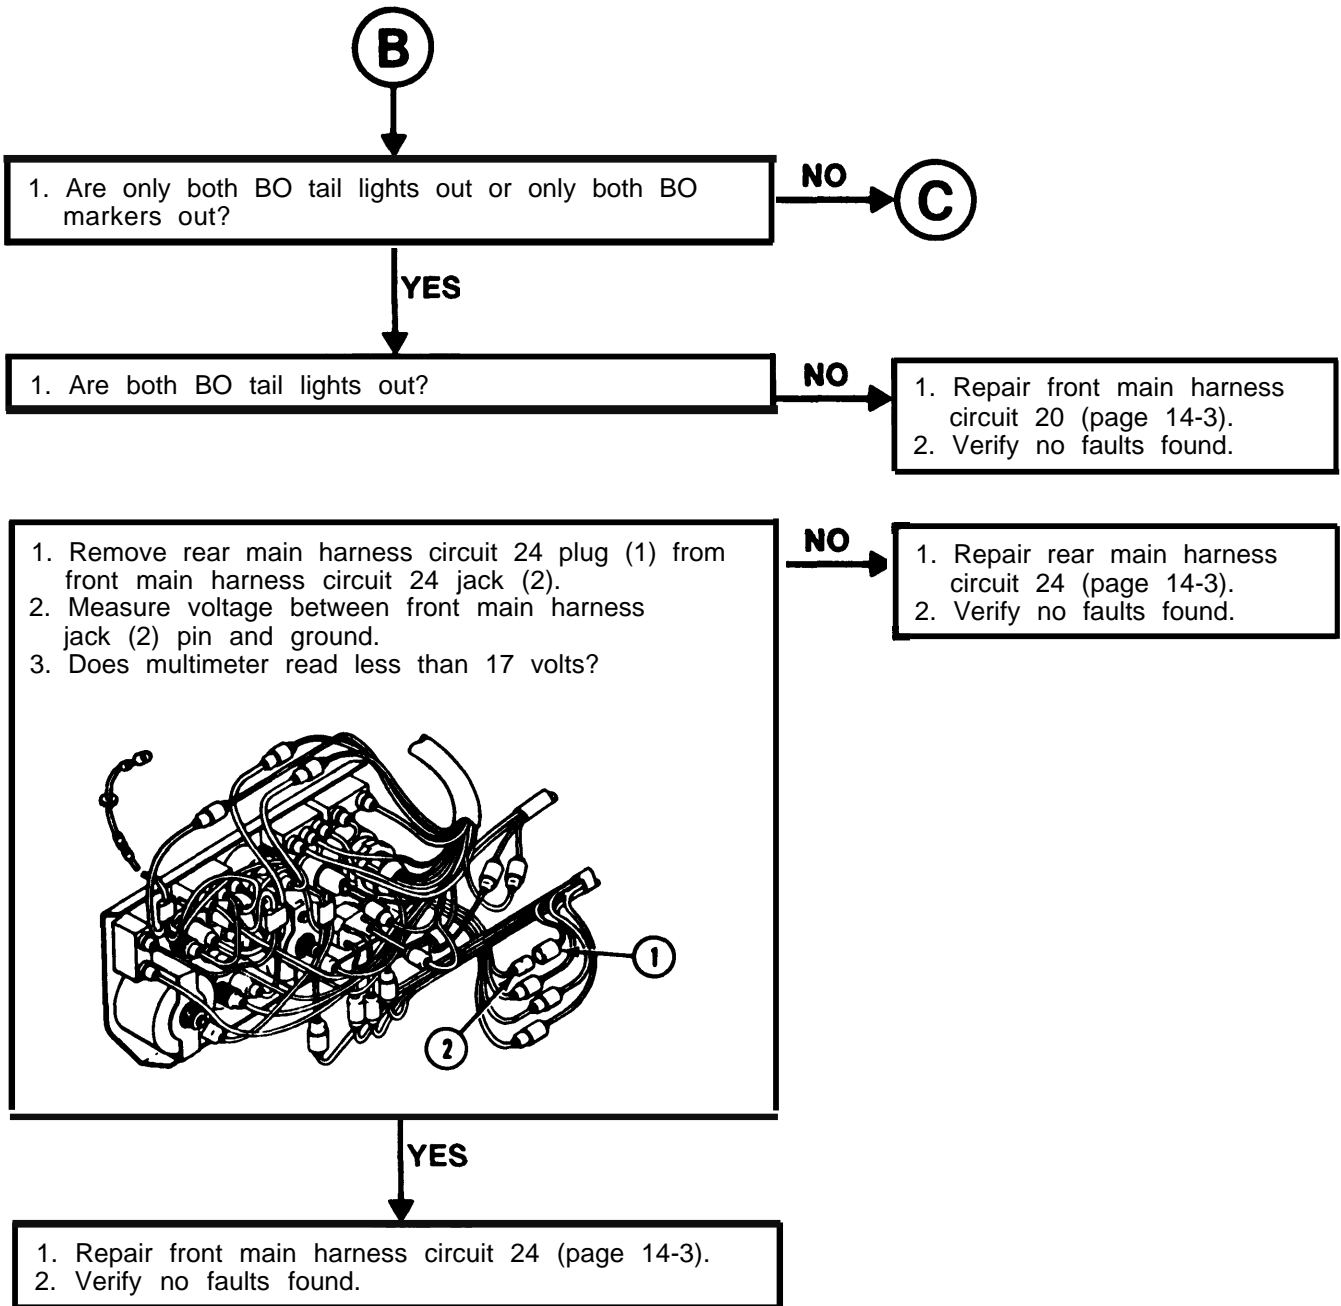 B
1. Are only both BO tail lights out or only both BO
markers out?
NO
C
YES
1. Are both BO tail lights out?
NO
1. Repair front main harness
circuit 20 (page 14-3).
2. Verify no faults found.
1. Remove rear main harness circuit 24 plug (1) from
front main harness circuit 24 jack (2).
2. Measure voltage between front main harness
jack (2) pin and ground.
3. Does multimeter read less than 17 volts?
NO
1. Repair rear main harness
circuit 24 (page 14-3).
2. Verify no faults found.
1
2
YES
1. Repair front main harness circuit 24 (page 14-3).
2. Verify no faults found.